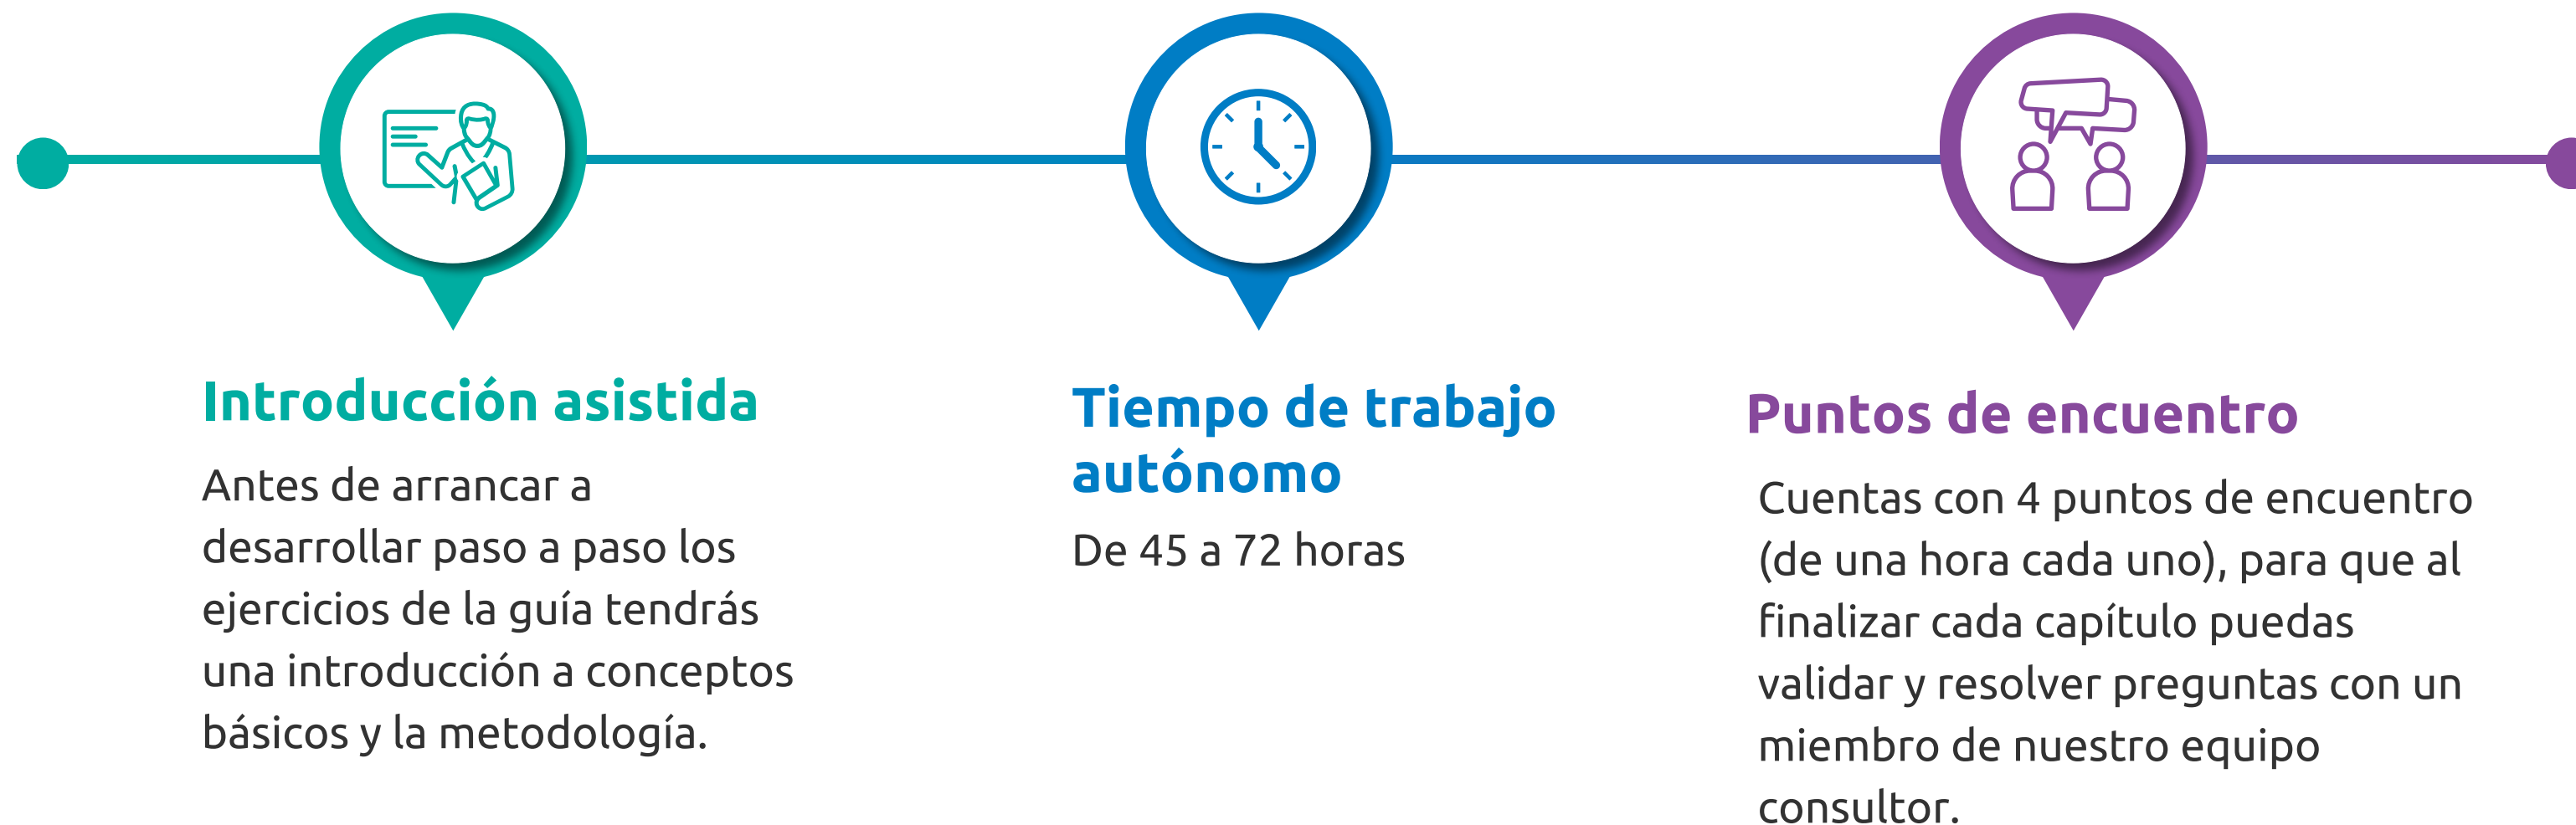 Introducción asistida
Antes de arrancar a
desarrollar paso a paso los
ejercicios de la guía tendrás
una introducción a conceptos
básicos y la metodología.
Tiempo de trabajo
autónomo
De 45 a 72 horas
Puntos de encuentro
Cuentas con 4 puntos de encuentro
(de una hora cada uno), para que al
finalizar cada capítulo puedas
validar y resolver preguntas con un
miembro de nuestro equipo
consultor.